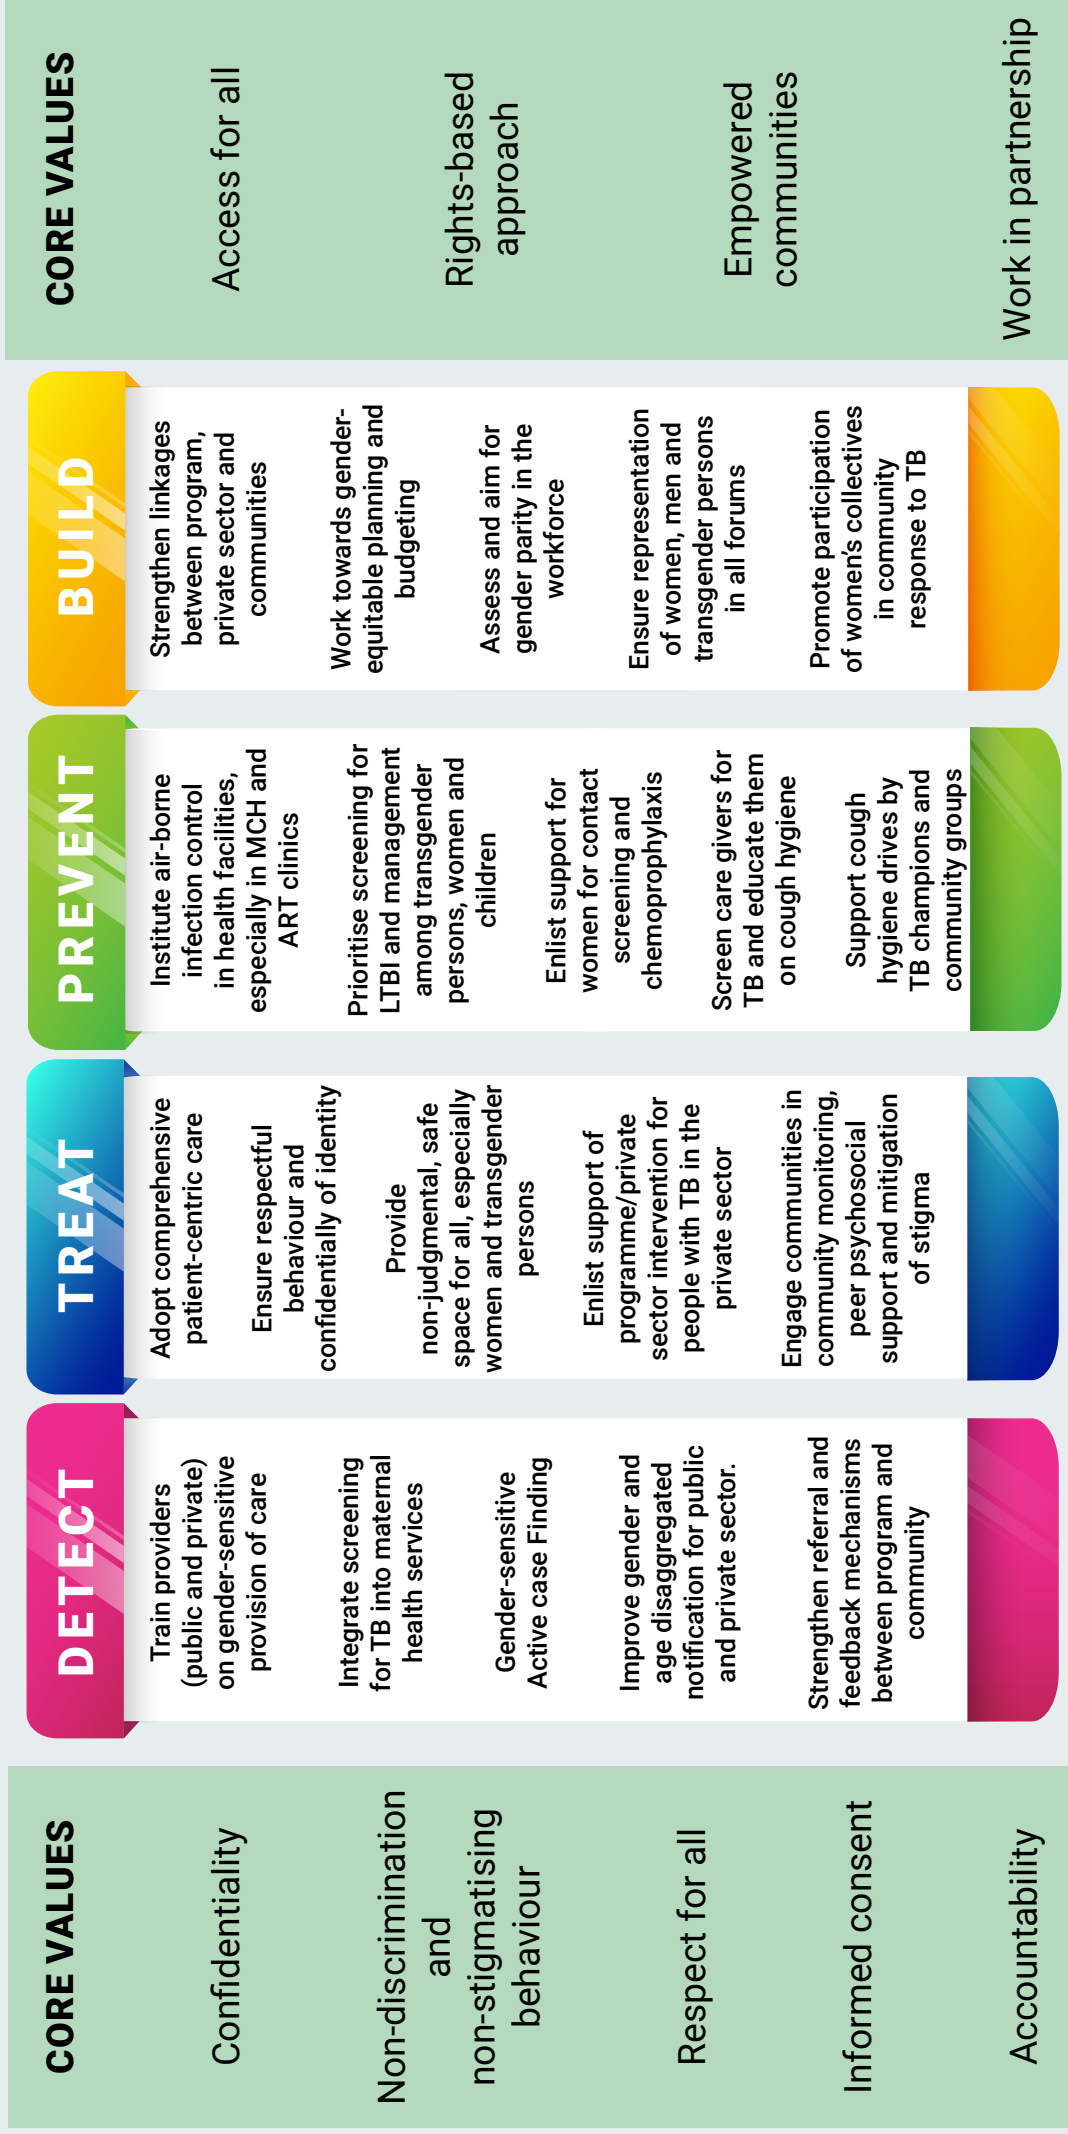 CORE VALUES
Confidentiality
Non-discrimination
and
non-stigmatising
behaviour
Respect for all
Informed consent
Accountability
DETECT
Train providers
(public and private)
on gender-sensitive
provision of care
Integrate screening
for TB into maternal
health services
Gender-sensitive
Active case Finding
Improve gender and
age disaggregated
notification for public
and private sector.
Strengthen referral and
feedback mechanisms
between program and
community
TREAT
Adopt comprehensive
patient-centric care
Ensure respectful
behaviour and
confidentially of identity
Provide
non-judgmental, safe
space for all, especially
women and transgender
persons
Enlist support of
programme/private
sector intervention for
people with TB in the
private sector
Engage communities in
community monitoring,
peer psychosocial
support and mitigation
of stigma
PREVENT
Institute air-borne
infection control
in health facilities,
especially in MCH and
ART clinics
Prioritise screening for
LTBI and management
among transgender
persons, women and
children
Enlist support for
women for contact
screening and
chemoprophylaxis
Screen care givers for
TB and educate them
on cough hygiene
Support cough
hygiene drives by
TB champions and
community groups
BUILD
Strengthen linkages
between program,
private sector and
communities
Work towards gender-
equitable planning and
budgeting
Assess and aim for
gender parity in the
workforce
Ensure representation
of women, men and
transgender persons
in all forums
Promote participation
of women's collectives
in community
response to TB
CORE VALUES
Access for all
Rights-based
approach
Empowered
communities
Work in partnership